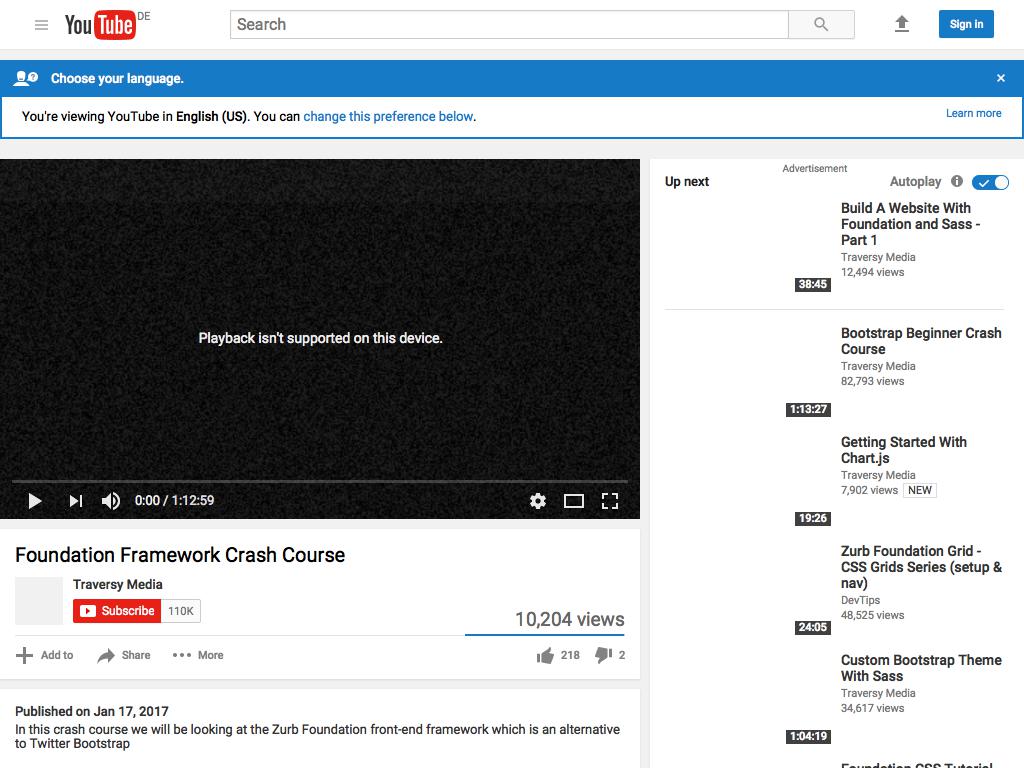 YouTube DE
Search
Sign in
Choose your language.
×
You're viewing YouTube in English (US). You can change this preference below.
Learn more
Playback isn't supported on this device.
0:00 / 1:12:59
Foundation Framework Crash Course
Traversy Media
Subscribe 110K
10,204 views
Add to Share More
218 2
Published on Jan 17, 2017
In this crash course we will be looking at the Zurb Foundation front-end framework which is an alternative
to Twitter Bootstrap
Advertisement
Up next
Autoplay
Build A Website With
Foundation and Sass -
Part 1
Traversy Media
12,494 views
38:45
Bootstrap Beginner Crash
Course
Traversy Media
82,793 views
1:13:27
Getting Started With
Chart.js
Traversy Media
7,902 views NEW
19:26
Zurb Foundation Grid -
CSS Grids Series (setup &
nav)
DevTips
48,525 views
24:05
Custom Bootstrap Theme
With Sass
Traversy Media
34,617 views
1:04:19
Foundation CSS Tutorial